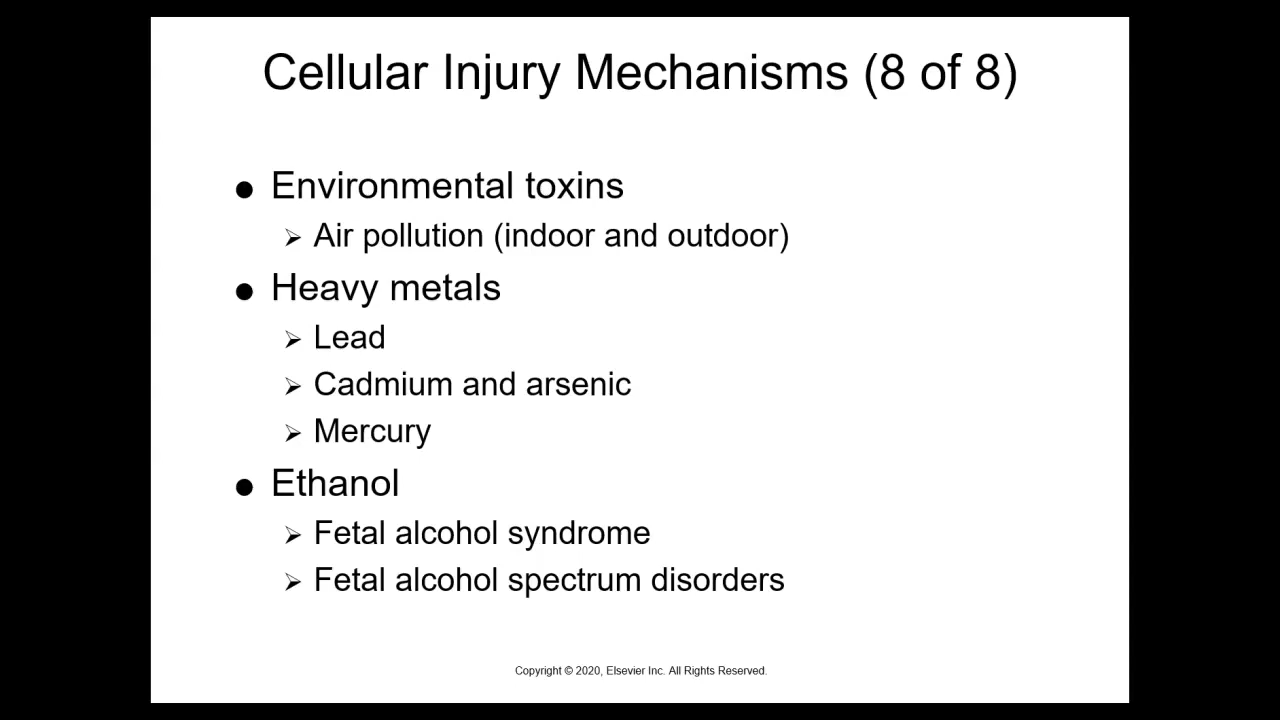 Cellular Injury Mechanisms (8 of 8)
● Environmental toxins
➢ Air pollution (indoor and outdoor)
● Heavy metals
➢ Lead
➢ Cadmium and arsenic
➢ Mercury
● Ethanol
➢ Fetal alcohol syndrome
➢ Fetal alcohol spectrum disorders
Copyright © 2020, Elsevier Inc. All Rights Reserved.